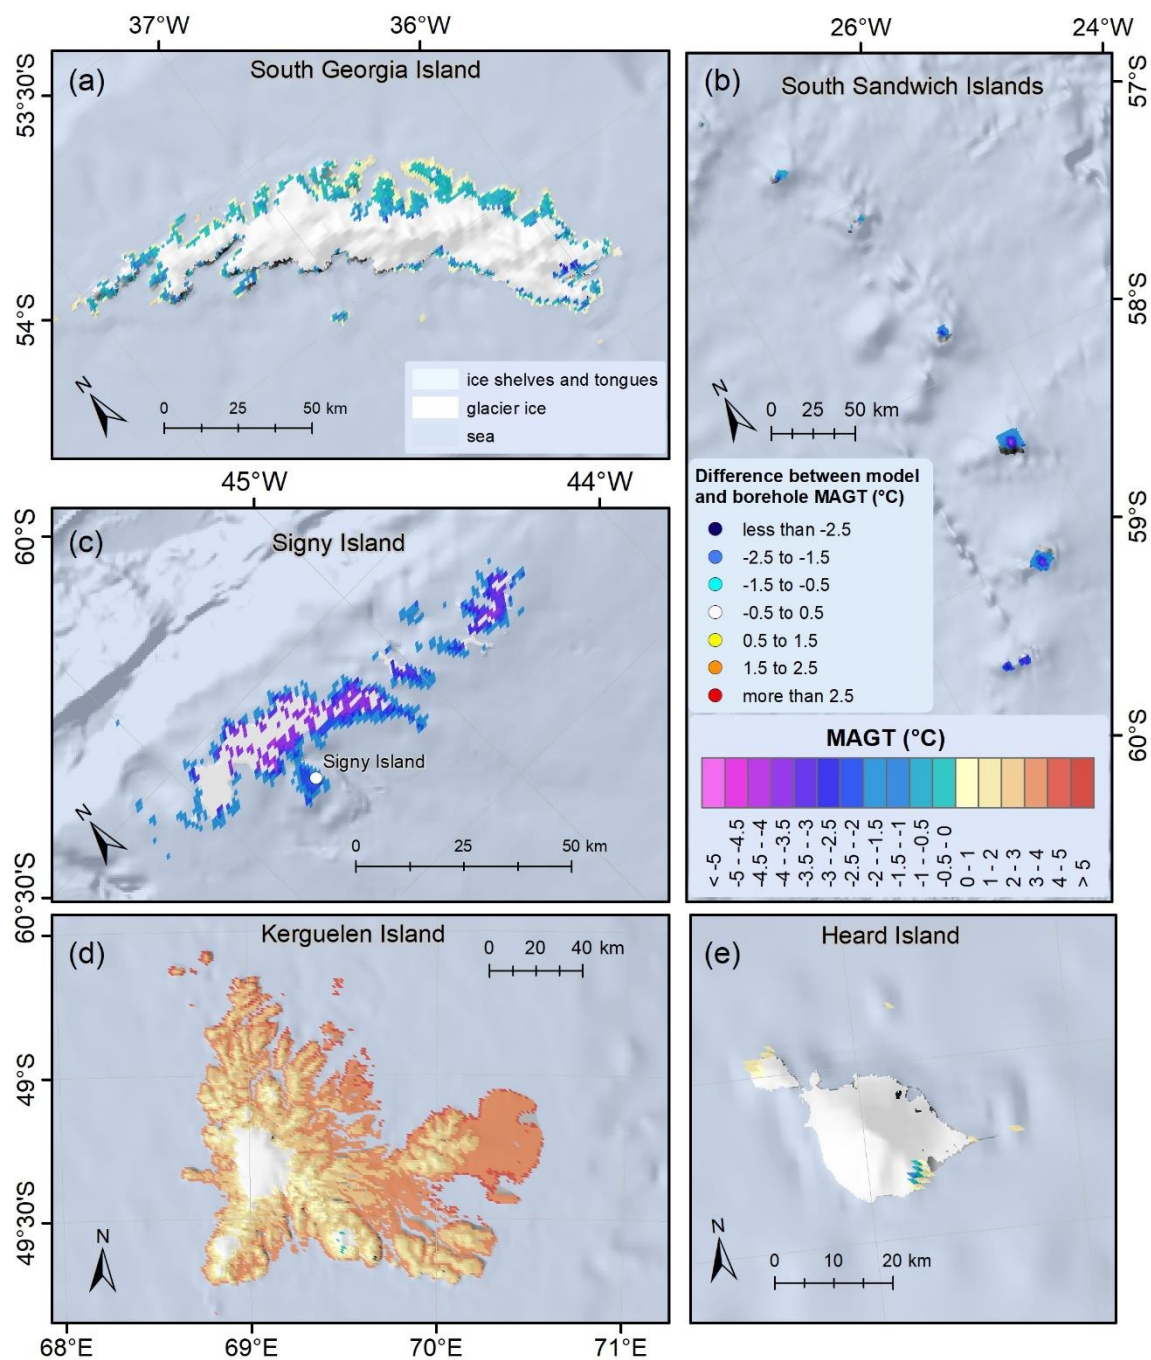 37°W
36°W
53°30'S
54°S
(a)
South Georgia Island
N
0 25 50 km
ice shelves and tongues
glacier ice
sea
26°W
24°W
57°S
58°S
59°S
60°S
(b)
South Sandwich Islands
N
0 25 50 km
Difference between model
and borehole MAGT (°C)
less than -2.5
-2.5 to -1.5
-1.5 to -0.5
-0.5 to 0.5
0.5 to 1.5
1.5 to 2.5
more than 2.5
MAGT (°C)
< -5
-5 - -4.5
-4.5 - -4
-4 - -3.5
-3.5 - -3
-3 - -2.5
-2.5 - -2
-2 - -1.5
-1.5 - -1
-1 - -0.5
-0.5 - 0
0 - 1
1 - 2
2 - 3
3 - 4
4 - 5
> 5
45°W
44°W
60°S
60°30'S
(c)
Signy Island
Signy Island
N
0 25 50 km
(d)
Kerguelen Island
0 20 40 km
49°S
49°30'S
N
68°E
69°E
70°E
71°E
(e)
Heard Island
N
0 10 20 km